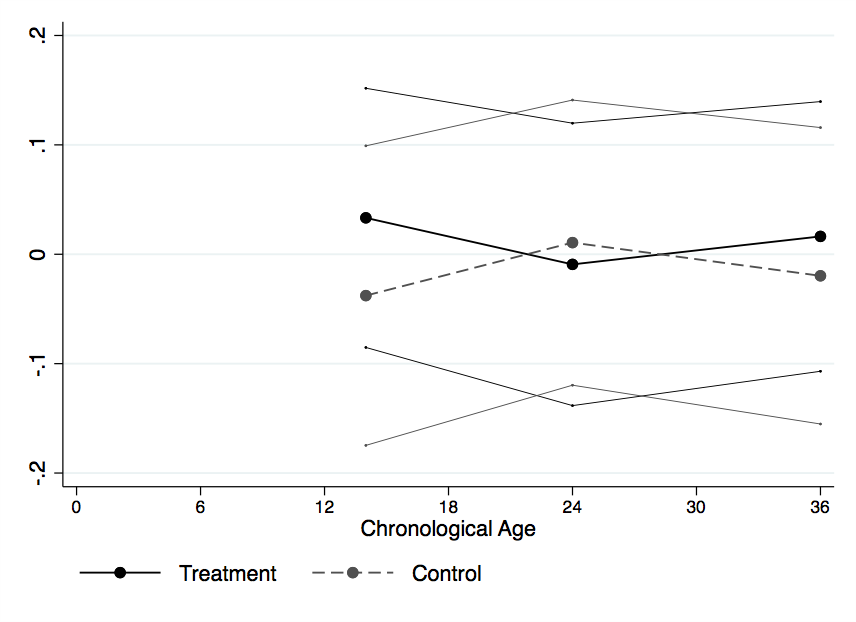 .2
.1
0
-.1
-.2
0 6 12 18 24 30 36
Chronological Age
Treatment Control